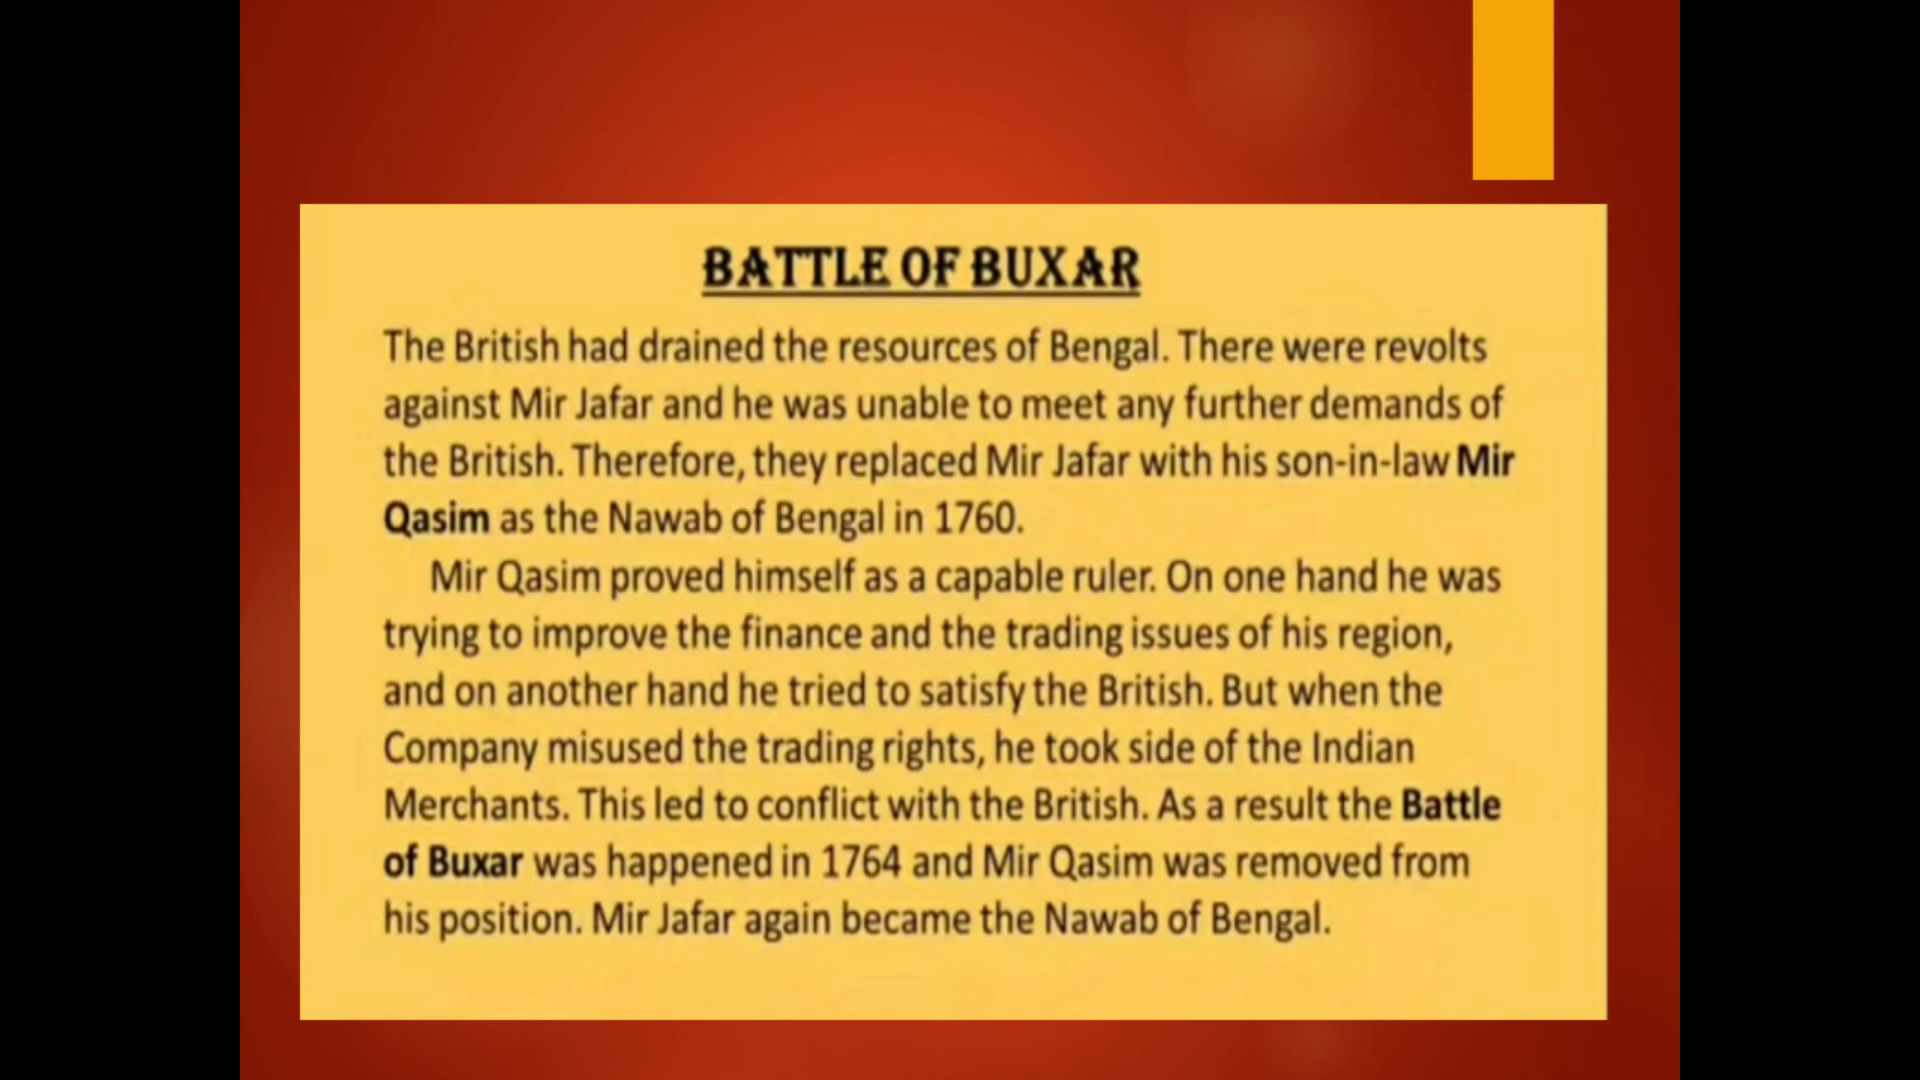 BATTLE OF BUXAR
The British had drained the resources of Bengal. There were revolts
against Mir Jafar and he was unable to meet any further demands of
the British. Therefore, they replaced Mir Jafar with his son-in-law Mir
Qasim as the Nawab of Bengal in 1760.
Mir Qasim proved himself as a capable ruler. On one hand he was
trying to improve the finance and the trading issues of his region,
and on another hand he tried to satisfy the British. But when the
Company misused the trading rights, he took side of the Indian
Merchants. This led to conflict with the British. As a result the Battle
of Buxar was happened in 1764 and Mir Qasim was removed from
his position. Mir Jafar again became the Nawab of Bengal.